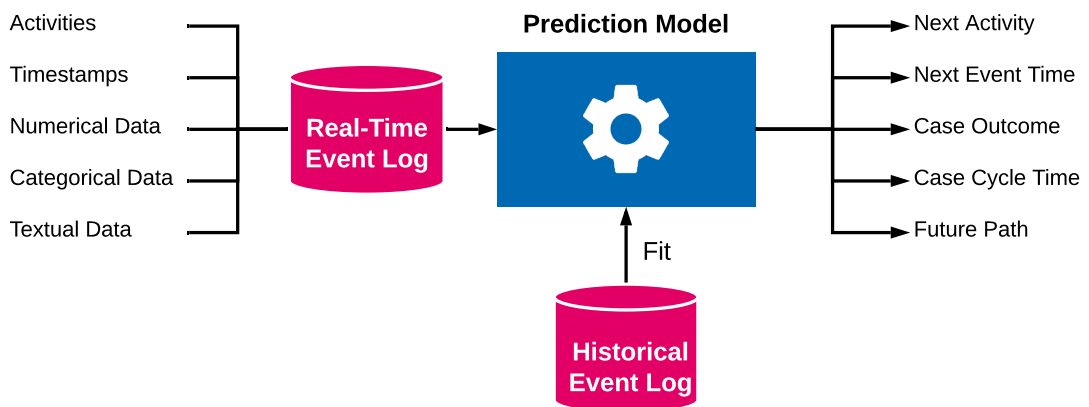 Activities
Timestamps
Numerical Data
Categorical Data
Textual Data
Real-Time
Event Log
Prediction Model
Fit
Historical
Event Log
Next Activity
Next Event Time
Case Outcome
Case Cycle Time
Future Path